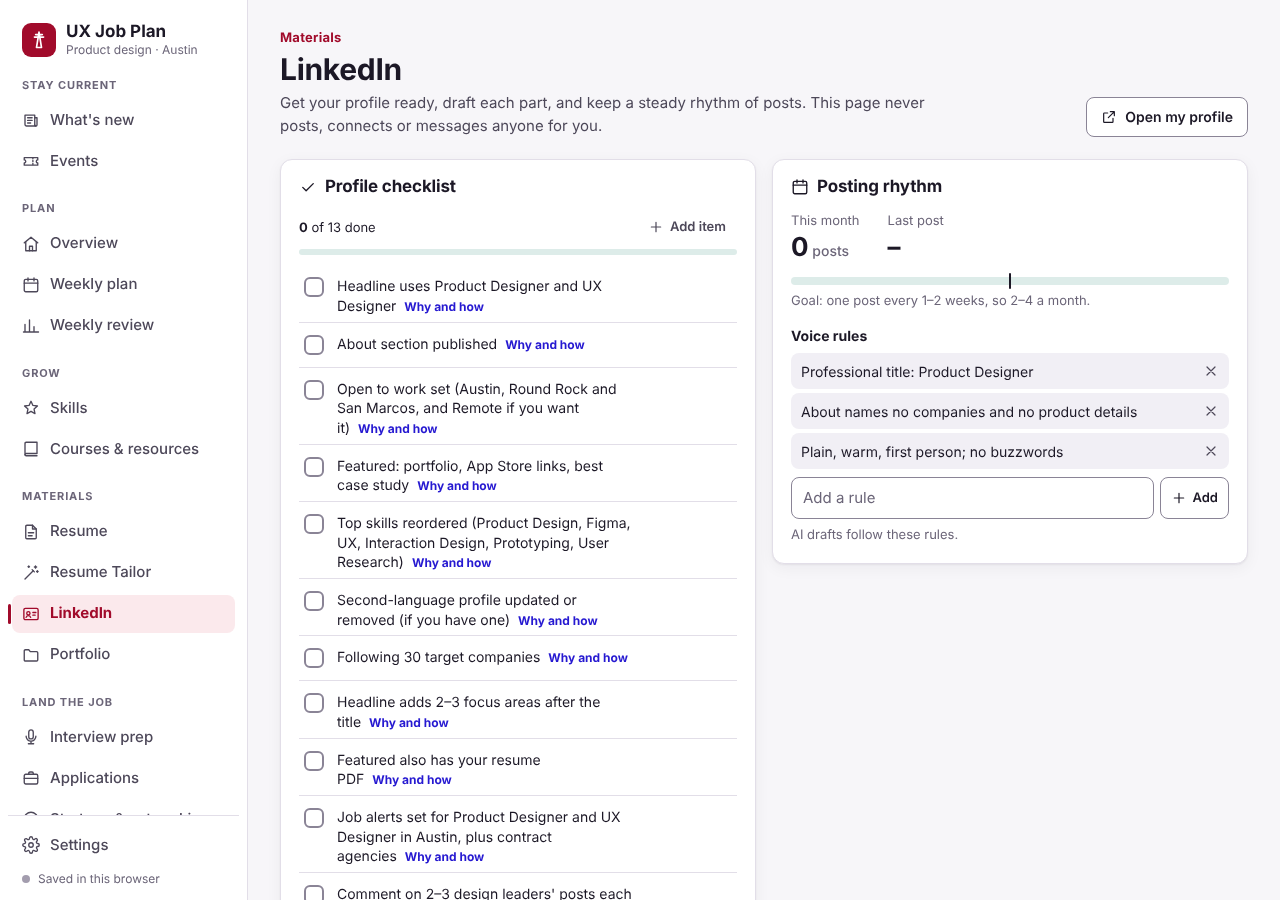 UX Job Plan
Product design · Austin
STAY CURRENT
What's new
Events
PLAN
Overview
Weekly plan
Weekly review
GROW
Skills
Courses & resources
MATERIALS
Resume
Resume Tailor
LinkedIn
Portfolio
LAND THE JOB
Interview prep
Applications
Settings
Saved in this browser
Materials
LinkedIn
Get your profile ready, draft each part, and keep a steady rhythm of posts. This page never
posts, connects or messages anyone for you.
Open my profile
Profile checklist
0 of 13 done
Add item
Headline uses Product Designer and UX
Designer Why and how
About section published Why and how
Open to work set (Austin, Round Rock and
San Marcos, and Remote if you want
it) Why and how
Featured: portfolio, App Store links, best
case study Why and how
Top skills reordered (Product Design, Figma,
UX, Interaction Design, Prototyping, User
Research) Why and how
Second-language profile updated or
removed (if you have one) Why and how
Following 30 target companies Why and how
Headline adds 2–3 focus areas after the
title Why and how
Featured also has your resume
PDF Why and how
Job alerts set for Product Designer and UX
Designer in Austin, plus contract
agencies Why and how
Comment on 2–3 design leaders' posts each
Posting rhythm
This month
Last post
0 posts
–
Goal: one post every 1–2 weeks, so 2–4 a month.
Voice rules
Professional title: Product Designer
About names no companies and no product details
Plain, warm, first person; no buzzwords
Add a rule
Add
AI drafts follow these rules.